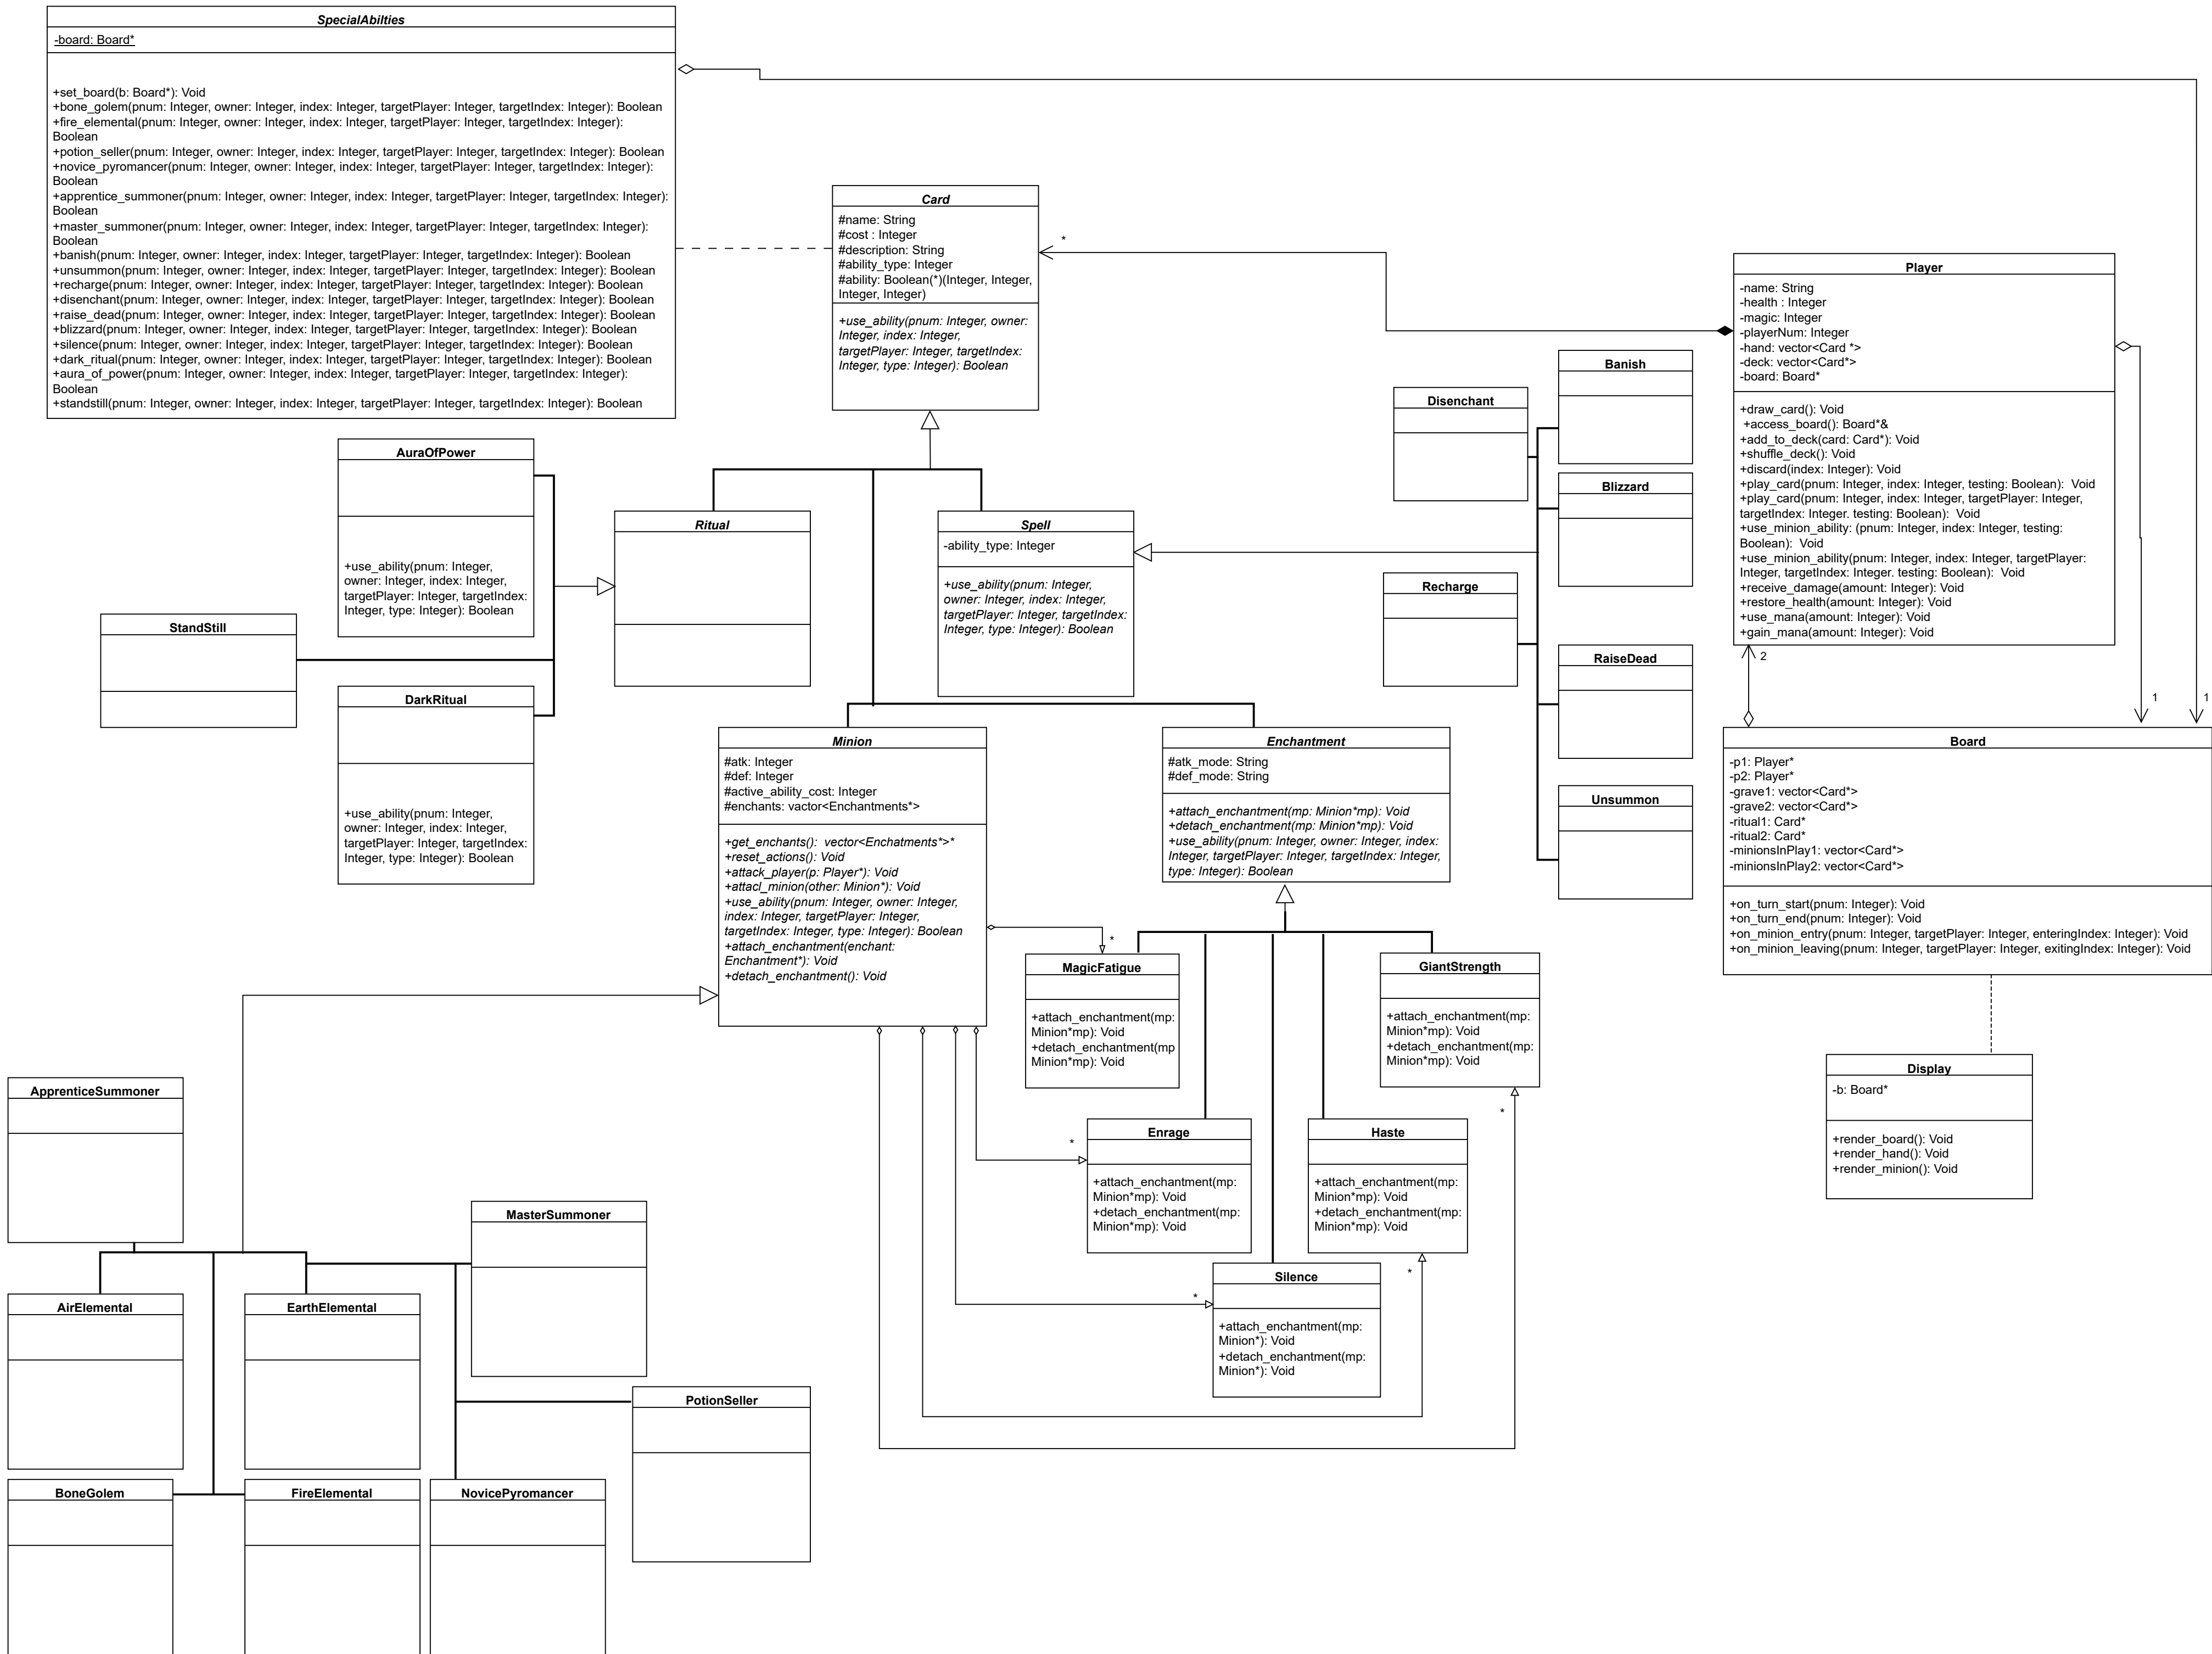 SpecialAbilties
-board: Board*
+set_board(b: Board*): Void
+bone_golem(pnum: Integer, owner: Integer, index: Integer, targetPlayer: Integer, targetIndex: Integer): Boolean
+fire_elemental(pnum: Integer, owner: Integer, index: Integer, targetPlayer: Integer, targetIndex: Integer):
Boolean
+potion_seller(pnum: Integer, owner: Integer, index: Integer, targetPlayer: Integer, targetIndex: Integer): Boolean
+novice_pyromancer(pnum: Integer, owner: Integer, index: Integer, targetPlayer: Integer, targetIndex: Integer):
Boolean
+apprentice_summoner(pnum: Integer, owner: Integer, index: Integer, targetPlayer: Integer, targetIndex: Integer):
Boolean
+master_summoner(pnum: Integer, owner: Integer, index: Integer, targetPlayer: Integer, targetIndex: Integer):
Boolean
+banish(pnum: Integer, owner: Integer, index: Integer, targetPlayer: Integer, targetIndex: Integer): Boolean
+unsummon(pnum: Integer, owner: Integer, index: Integer, targetPlayer: Integer, targetIndex: Integer): Boolean
+recharge(pnum: Integer, owner: Integer, index: Integer, targetPlayer: Integer, targetIndex: Integer): Boolean
+disenchant(pnum: Integer, owner: Integer, index: Integer, targetPlayer: Integer, targetIndex: Integer): Boolean
+raise_dead(pnum: Integer, owner: Integer, index: Integer, targetPlayer: Integer, targetIndex: Integer): Boolean
+blizzard(pnum: Integer, owner: Integer, index: Integer, targetPlayer: Integer, targetIndex: Integer): Boolean
+silence(pnum: Integer, owner: Integer, index: Integer, targetPlayer: Integer, targetIndex: Integer): Boolean
+dark_ritual(pnum: Integer, owner: Integer, index: Integer, targetPlayer: Integer, targetIndex: Integer): Boolean
+aura_of_power(pnum: Integer, owner: Integer, index: Integer, targetPlayer: Integer, targetIndex: Integer):
Boolean
+standstill(pnum: Integer, owner: Integer, index: Integer, targetPlayer: Integer, targetIndex: Integer): Boolean
Card
#name: String
#cost : Integer
#description: String
#ability_type: Integer
#ability: Boolean(*)(Integer, Integer,
Integer, Integer)
+use_ability(pnum: Integer, owner:
Integer, index: Integer,
targetPlayer: Integer, targetIndex:
Integer, type: Integer): Boolean
*
Player
-name: String
-health : Integer
-magic: Integer
-playerNum: Integer
-hand: vector<Card *>
-deck: vector<Card*>
-board: Board*
+draw_card(): Void
+access_board(): Board*&
+add_to_deck(card: Card*): Void
+shuffle_deck(): Void
+discard(index: Integer): Void
+play_card(pnum: Integer, index: Integer, testing: Boolean): Void
+play_card(pnum: Integer, index: Integer, targetPlayer: Integer,
targetIndex: Integer. testing: Boolean): Void
+use_minion_ability: (pnum: Integer, index: Integer, testing:
Boolean): Void
+use_minion_ability(pnum: Integer, index: Integer, targetPlayer:
Integer, targetIndex: Integer. testing: Boolean): Void
+receive_damage(amount: Integer): Void
+restore_health(amount: Integer): Void
+use_mana(amount: Integer): Void
+gain_mana(amount: Integer): Void
2
1
1
Banish
Disenchant
Blizzard
Recharge
RaiseDead
Unsummon
AuraOfPower
+use_ability(pnum: Integer,
owner: Integer, index: Integer,
targetPlayer: Integer, targetIndex:
Integer, type: Integer): Boolean
StandStill
DarkRitual
+use_ability(pnum: Integer,
owner: Integer, index: Integer,
targetPlayer: Integer, targetIndex:
Integer, type: Integer): Boolean
Ritual
Spell
-ability_type: Integer
+use_ability(pnum: Integer,
owner: Integer, index: Integer,
targetPlayer: Integer, targetIndex:
Integer, type: Integer): Boolean
Minion
#atk: Integer
#def: Integer
#active_ability_cost: Integer
#enchants: vactor<Enchantments*>
+get_enchants(): vector<Enchatments*>*
+reset_actions(): Void
+attack_player(p: Player*): Void
+attacl_minion(other: Minion*): Void
+use_ability(pnum: Integer, owner: Integer,
index: Integer, targetPlayer: Integer,
targetIndex: Integer, type: Integer): Boolean
+attach_enchantment(enchant:
Enchantment*): Void
+detach_enchantment(): Void
Enchantment
#atk_mode: String
#def_mode: String
+attach_enchantment(mp: Minion*mp): Void
+detach_enchantment(mp: Minion*mp): Void
+use_ability(pnum: Integer, owner: Integer, index:
Integer, targetPlayer: Integer, targetIndex: Integer,
type: Integer): Boolean
Board
-p1: Player*
-p2: Player*
-grave1: vector<Card*>
-grave2: vector<Card*>
-ritual1: Card*
-ritual2: Card*
-minionsInPlay1: vector<Card*>
-minionsInPlay2: vector<Card*>
+on_turn_start(pnum: Integer): Void
+on_turn_end(pnum: Integer): Void
+on_minion_entry(pnum: Integer, targetPlayer: Integer, enteringIndex: Integer): Void
+on_minion_leaving(pnum: Integer, targetPlayer: Integer, exitingIndex: Integer): Void
*
MagicFatigue
+attach_enchantment(mp:
Minion*mp): Void
+detach_enchantment(mp
Minion*mp): Void
GiantStrength
+attach_enchantment(mp:
Minion*mp): Void
+detach_enchantment(mp:
Minion*mp): Void
*
Display
-b: Board*
+render_board(): Void
+render_hand(): Void
+render_minion(): Void
*
Enrage
+attach_enchantment(mp:
Minion*mp): Void
+detach_enchantment(mp:
Minion*mp): Void
Haste
+attach_enchantment(mp:
Minion*mp): Void
+detach_enchantment(mp:
Minion*mp): Void
*
*
Silence
+attach_enchantment(mp:
Minion*): Void
+detach_enchantment(mp:
Minion*): Void
ApprenticeSummoner
MasterSummoner
AirElemental
EarthElemental
PotionSeller
BoneGolem
FireElemental
NovicePyromancer